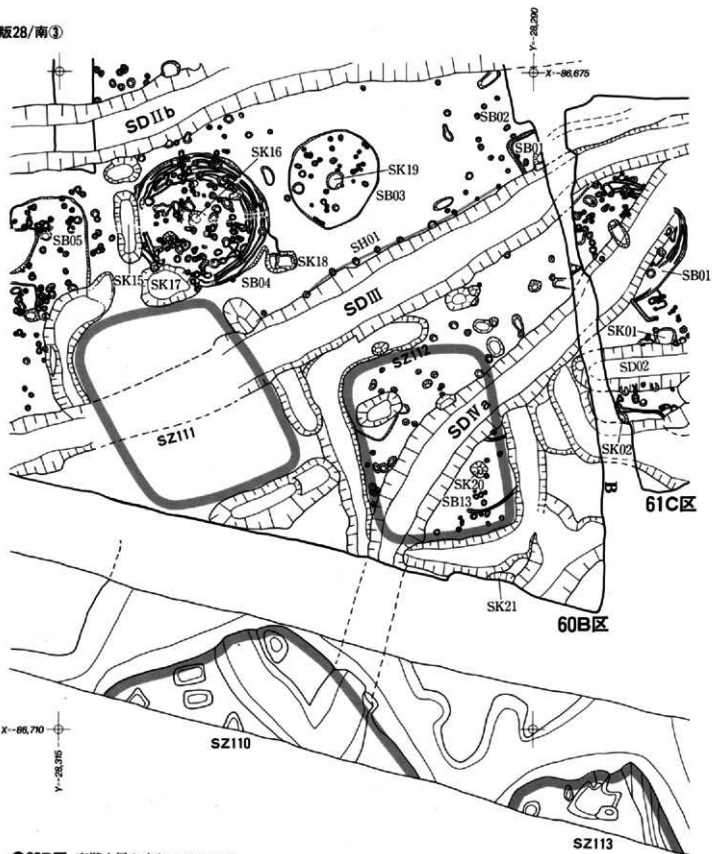 版28/南③
Y=-28,290
X=-86,675
SDⅡb
SB02
SB01
SK16
SK19
SB03
SB05
SH01
SK18
SK15
SK17
SB04
SB01
SDⅢ
A
SK01
SZ112
SD02
SZ111
SDⅣa
SK02
SK20
SB13
B
61C区
SK21
60B区
X=-86,710
Y=-28,315
SZ110
SZ113